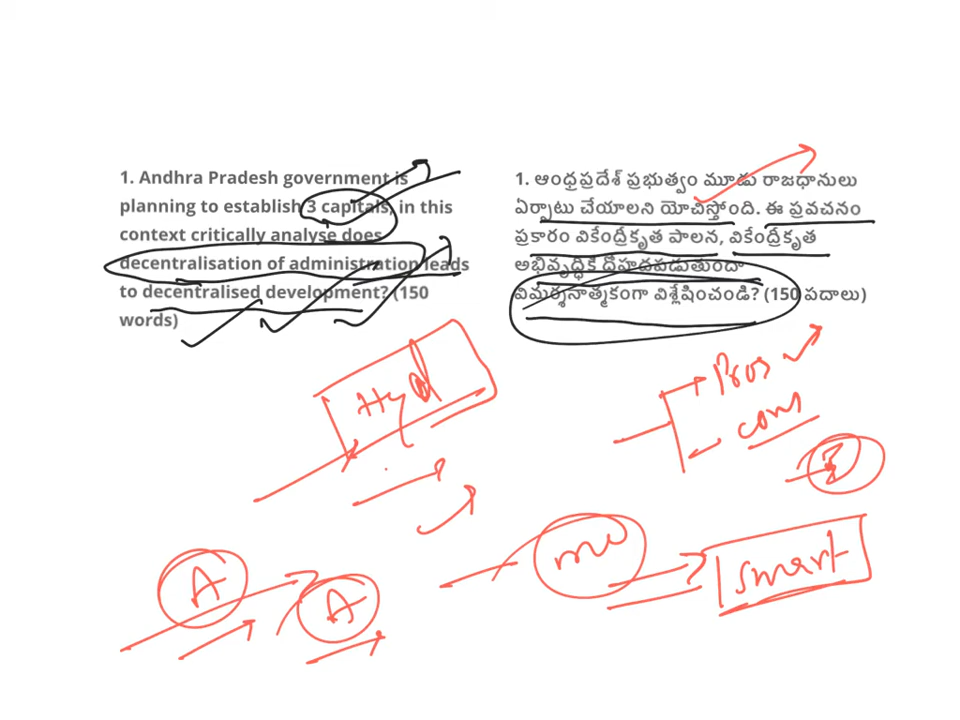 1. Andhra Pradesh government is
planning to establish 3 capitals, in this
context critically analyse does
decentralisation of administration leads
to decentralised development? (150
words)
1. ఆంధ్రప్రదేశ్ ప్రభుత్వం మూడు రాజధానులు
ఏర్పాటు చేయాలని యోచిస్తోంది. ఈ ప్రవచనం
ప్రకారం వికేంద్రీకృత పాలన, వికేంద్రీకృత
అభివృద్ధికి దోహదపడుతుందా
విమర్శనాత్మకంగా విశ్లేషించండి? (150 పదాలు)
Hyd
Pros
cons
A
A
smart